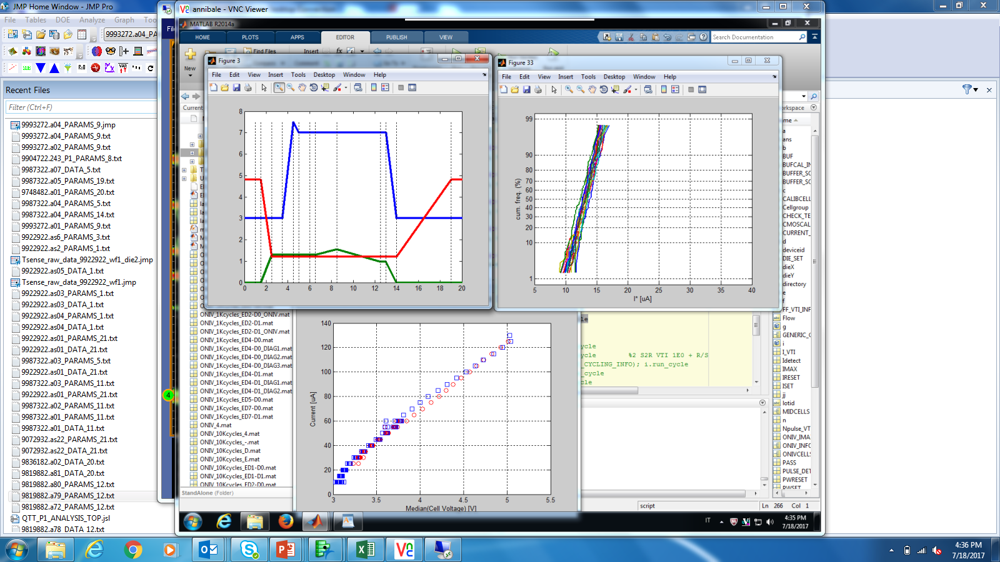 JMP Home Window - JMP Pro
File Tables DOE Analyze Graph
9993272.a04_PA
Recent Files
Filter (Ctrl+F)
9993272.a04_PARAMS_9.jmp
9993272.a04_PARAMS_9.txt
9993272.a02_PARAMS_9.txt
9904722.243_P1_PARAMS_8.txt
9987322.a07_DATA_5.txt
9987322.a05_PARAMS_19.txt
9748482.a01_PARAMS_20.txt
9987322.a04_PARAMS_5.txt
9987322.a04_PARAMS_14.txt
9993272.a01_PARAMS_9.txt
9922922.as6_PARAMS_3.txt
9922922.as2_PARAMS_1.txt
Tsense_raw_data_9922922_wf1_die2.jmp
9922922.as05_DATA_1.txt
Tsense_raw_data_9922922_wf1.jmp
9922922.as03_PARAMS_1.txt
9922922.as03_DATA_1.txt
9922922.as04_PARAMS_1.txt
9922922.as04_DATA_1.txt
9922922.as01_PARAMS_21.txt
9922922.as01_DATA_21.txt
9987322.a03_PARAMS_5.txt
9922922.as01_DATA_21.txt
9987322.a03_PARAMS_11.txt
9922922.as01_PARAMS_21.txt
9987322.a02_PARAMS_11.txt
9987322.a01_PARAMS_11.txt
9987322.a01_DATA_11.txt
9072932.as22_PARAMS_21.txt
9072932.as22_DATA_21.txt
9836182.a02_DATA_20.txt
9819882.a81_DATA_20.txt
9819882.a80_PARAMS_12.txt
9819882.a79_PARAMS_12.txt
9819882.a72_PARAMS_12.txt
QTT_P1_ANALYSIS_TOP.jsl
9819882.a78_DATA_12.txt
4
annibale - VNC Viewer
MATLAB R2014a
HOME PLOTS APPS EDITOR PUBLISH VIEW
Search Documentation
New
Find Files
Insert
fx
Figure 3
File Edit View Insert Tools Desktop Window Help
8
7
6
5
4
3
2
1
0
0 2 4 6 8 10 12 14 16 18 20
Figure 33
File Edit View Insert Tools Desktop Window Help
99
90
80
70
60
50
40
30
20
10
1
cum. freq. (%)
5 10 15 20 25 30 35 40
I* [uA]
Current
ONIV_1Kcycles_ED2-D0_ONIV.mat
ONIV_1Kcycles_ED2-D1.mat
ONIV_1Kcycles_ED2-D1_ONIV.mat
ONIV_1Kcycles_ED4-D0.mat
ONIV_1Kcycles_ED4-D0_DIAG1.mat
ONIV_1Kcycles_ED4-D0_DIAG2.mat
ONIV_1Kcycles_ED4-D0_DIAG3.mat
ONIV_1Kcycles_ED4-D1.mat
ONIV_1Kcycles_ED4-D1_DIAG1.mat
ONIV_1Kcycles_ED4-D1_DIAG2.mat
ONIV_1Kcycles_ED5-D0.mat
ONIV_1Kcycles_ED7-D0.mat
ONIV_1Kcycles_ED7-D1.mat
ONIV_4.mat
ONIV_10Kcycles_4.mat
ONIV_10Kcycles_-.mat
ONIV_10Kcycles_D.mat
ONIV_10Kcycles_E.mat
ONIV_10Kcycles_ED1-D0.mat
ONIV_10Kcycles_ED1-D1.mat
ONIV_10Kcycles_ED2-D0.mat
StandAlone (Folder)
140
120
100
80
60
40
20
0
Current [uA]
3 3.5 4 4.5 5 5.5
Median(Cell Voltage) [V]
le
cycle
cycle %2 S2R VTI 1E0 + R/S
_CYCLING_INFO); i.run_cycle
_cycle
cle
orkspace
me
a
ans
b
BUF
BUFCAL_IN
BUFFER_SC
BUFFER_SC
c
CALIBCELL
Cellgroup
CHECK_TE
CMOSCAL
CURRENT_
d
deviceid
DIE_SET
dieX
dieY
directory
e
f
FF_VTI_INF
Flow
g
GENERIC_C
i
I_VTI
Idetect
IMAX
IRESET
ISET
jj
lotid
MIDCELLS
n
Npulse_VT
ONIV_IMA
ONIV_INFO
ONIVCELLS
PASS
PULSE_DET
PWRESET
PWSET
script
Ln 266 Col 1
IT
4:35 PM
7/18/2017
4:36 PM
7/18/2017